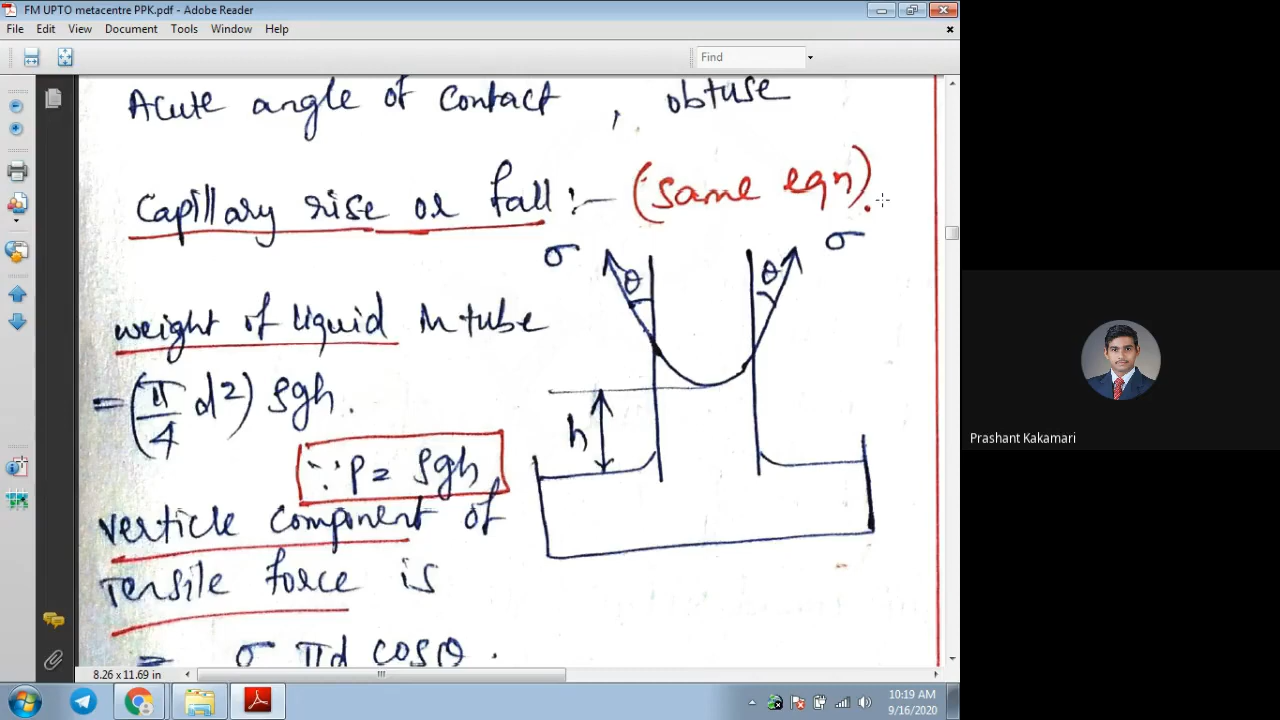 FM UPTO metacentre PPK.pdf - Adobe Reader
File Edit View Document Tools Window Help
Find
Acute angle of contact , obtuse
Capillary rise or fall :- (same eqn).
σ θ θ σ
weight of liquid in tube
= (π/4 d²) ρgh.
h
∵ P = ρgh
verticle component of
tensile force is
= σ πd cosθ .
8.26 x 11.69 in
Prashant Kakamari
10:19 AM
9/16/2020